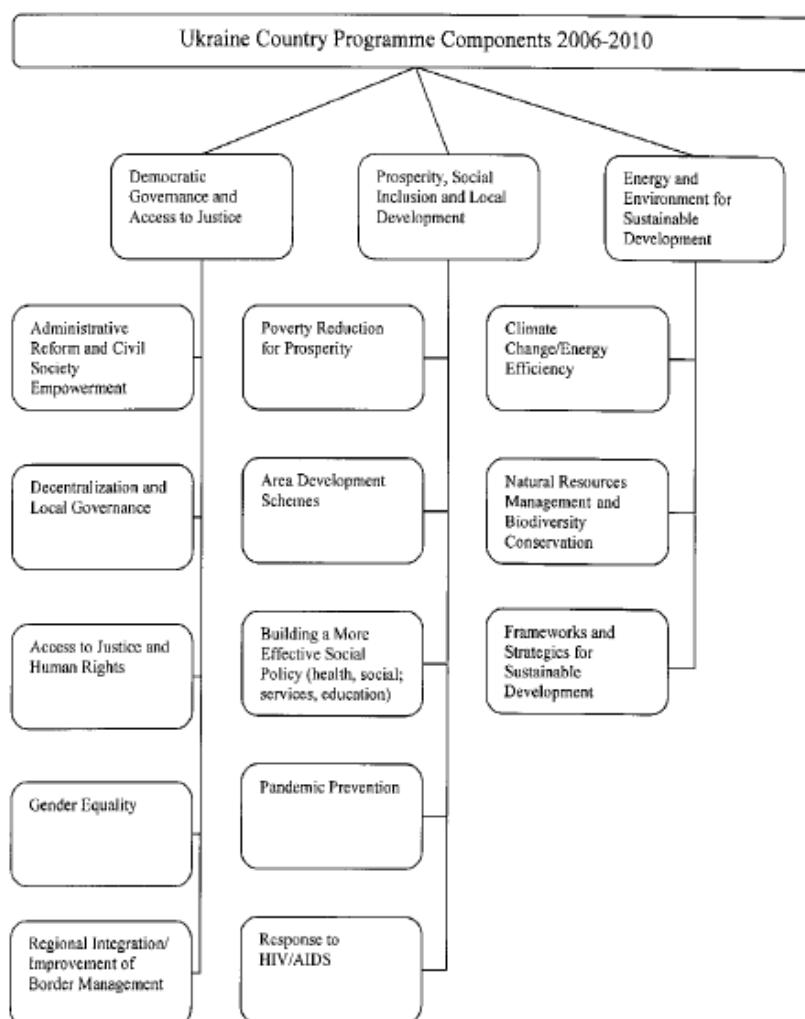 Ukraine Country Programme Components 2006-2010
Democratic
Governance and
Access to Justice
Prosperity, Social
Inclusion and Local
Development
Energy and
Environment for
Sustainable
Development
Administrative
Reform and Civil
Society
Empowerment
Decentralization and
Local Governance
Access to Justice and
Human Rights
Gender Equality
Regional Integration/
Improvement of
Border Management
Poverty Reduction
for Prosperity
Area Development
Schemes
Building a More
Effective Social
Policy (health, social;
services, education)
Pandemic Prevention
Response to
HIV/AIDS
Climate
Change/Energy
Efficiency
Natural Resources
Management and
Biodiversity
Conservation
Frameworks and
Strategies for
Sustainable
Development